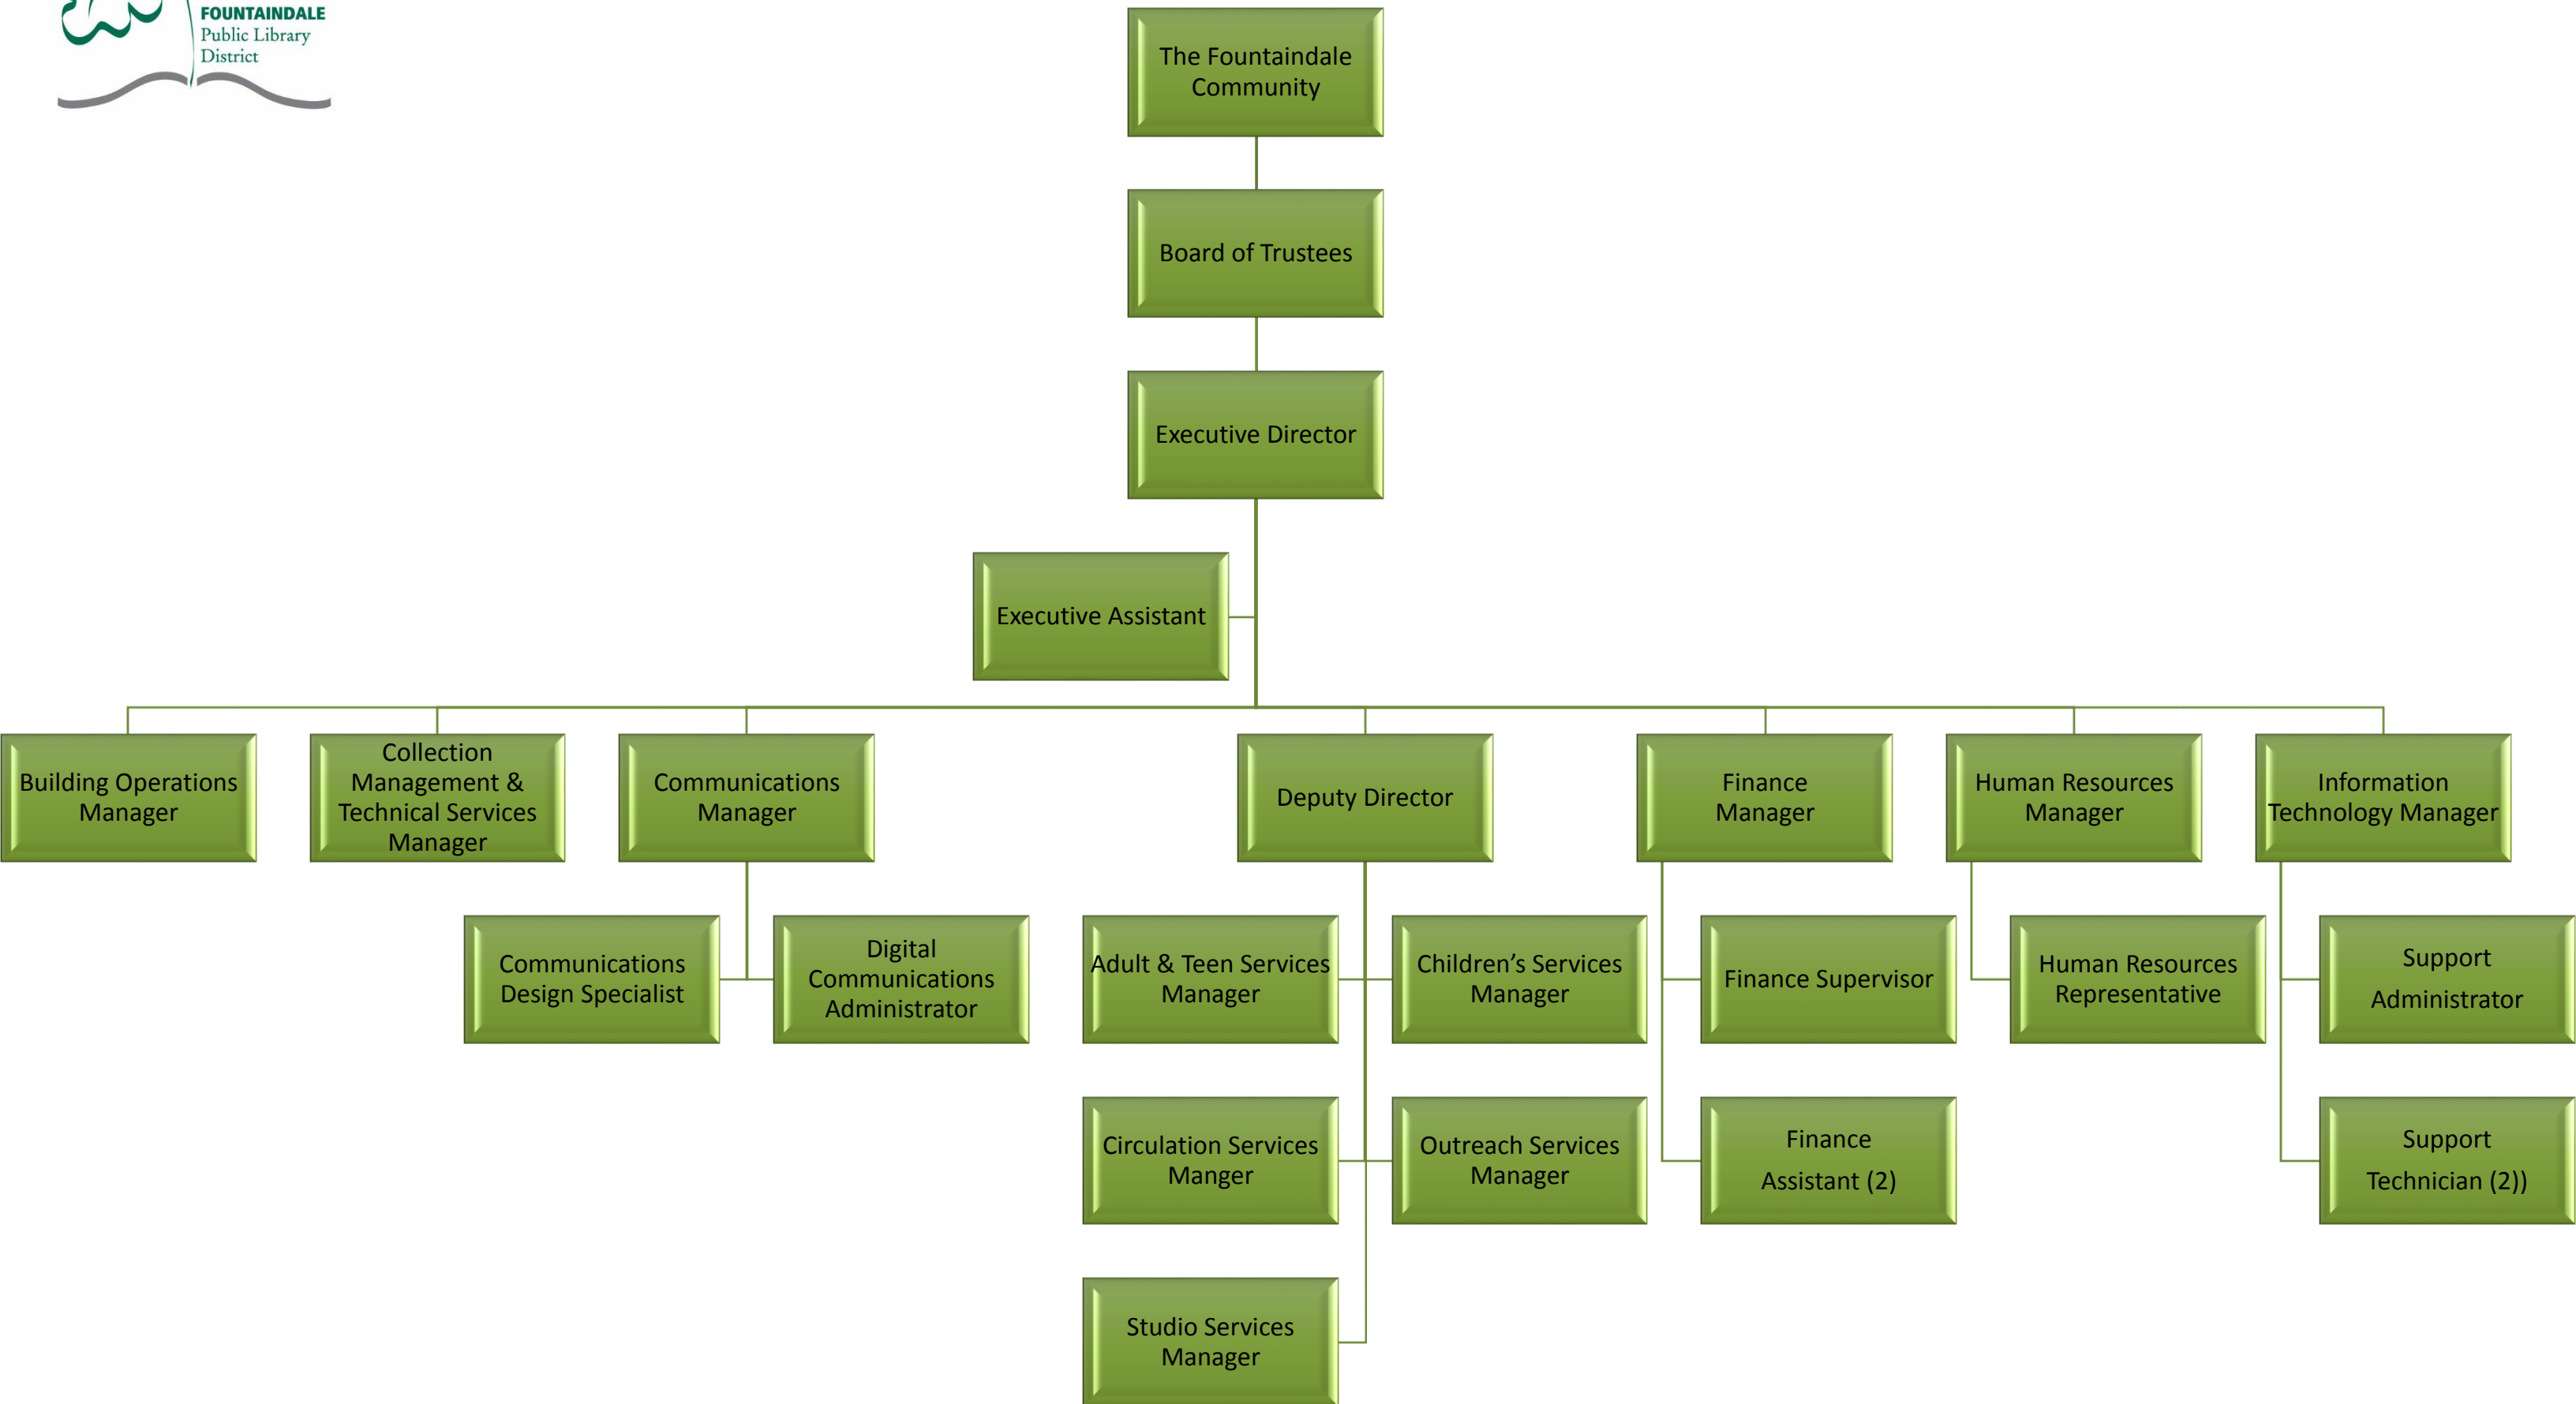 FOUNTAINDALE
Public Library
District
The Fountaindale
Community
Board of Trustees
Executive Director
Executive Assistant
Building Operations
Manager
Collection
Management &
Technical Services
Manager
Communications
Manager
Deputy Director
Finance
Manager
Human Resources
Manager
Information
Technology Manager
Communications
Design Specialist
Digital
Communications
Administrator
Adult & Teen Services
Manager
Children’s Services
Manager
Finance Supervisor
Human Resources
Representative
Support
Administrator
Circulation Services
Manger
Outreach Services
Manager
Finance
Assistant (2)
Support
Technician (2))
Studio Services
Manager